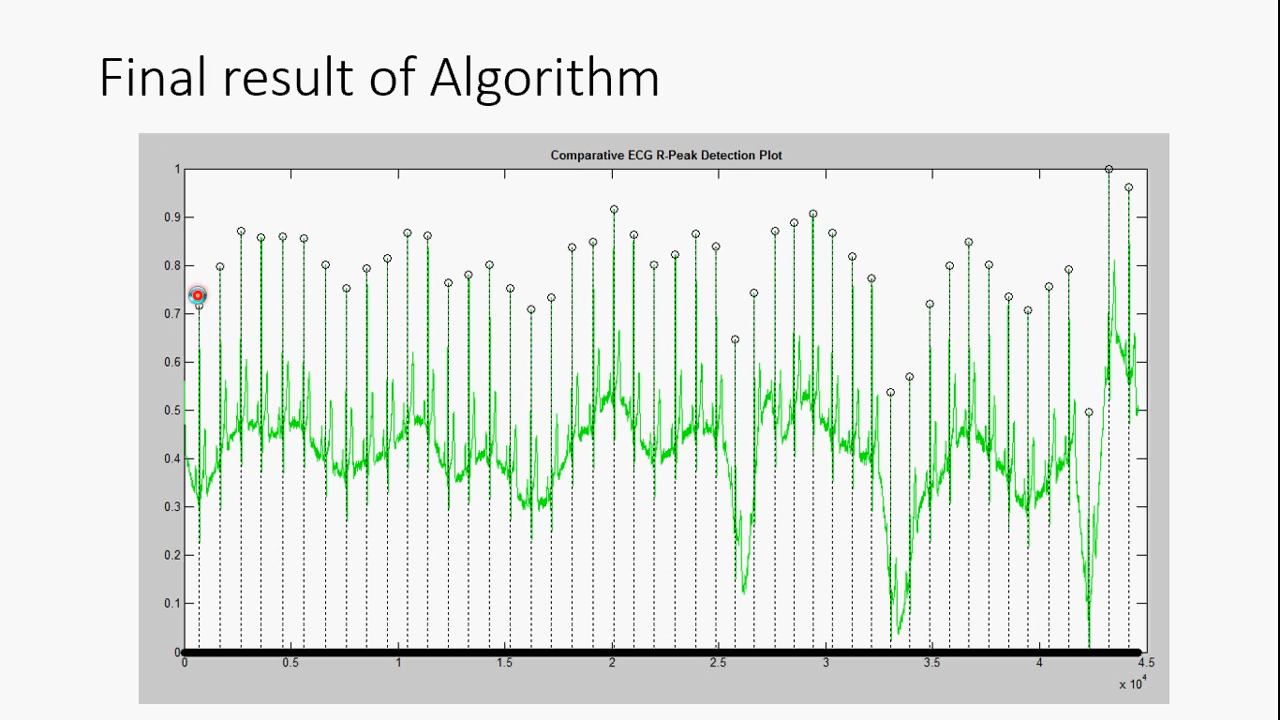 Final result of Algorithm
Comparative ECG R-Peak Detection Plot
1
0.9
0.8
0.7
0.6
0.5
0.4
0.3
0.2
0.1
0
0 0.5 1 1.5 2 2.5 3 3.5 4 4.5
x 10⁴